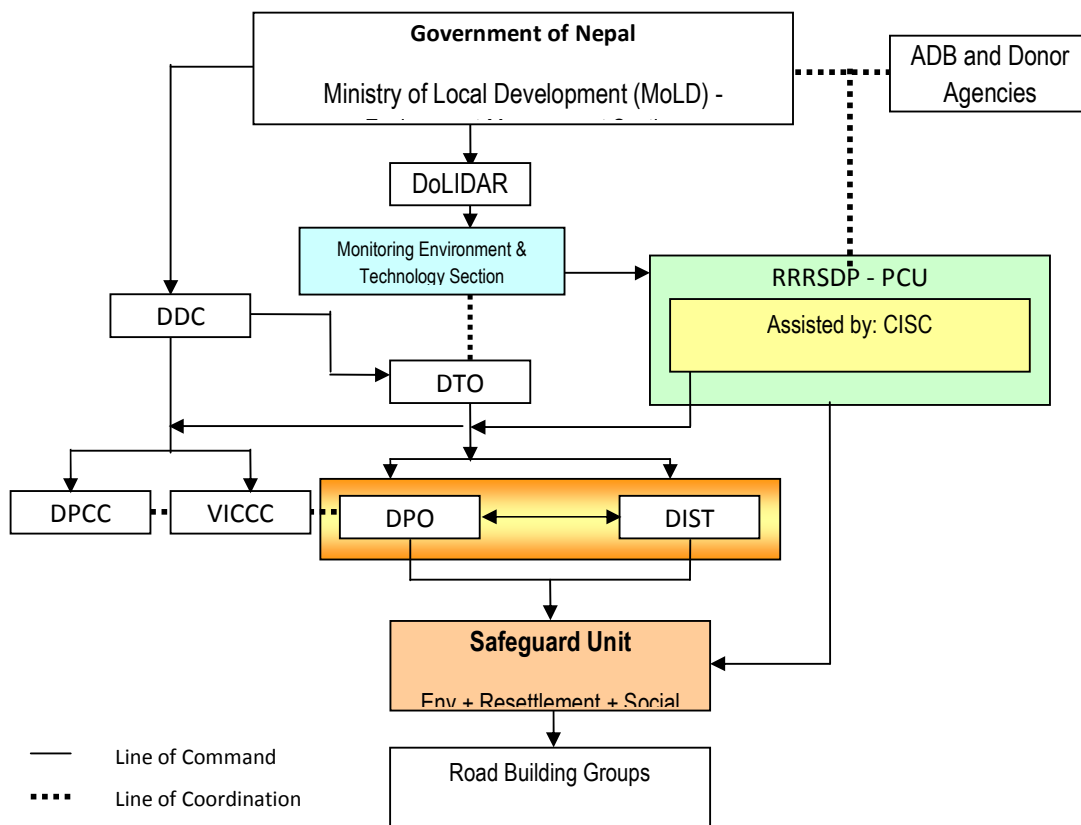 Government of Nepal
Ministry of Local Development (MoLD) -
ADB and Donor
Agencies
DoLIDAR
Monitoring Environment &
Technology Section
RRRSDP - PCU
Assisted by: CISC
DDC
DTO
DPCC
VICCC
DPO
DIST
Safeguard Unit
Env + Resettlement + Social
Road Building Groups
Line of Command
Line of Coordination